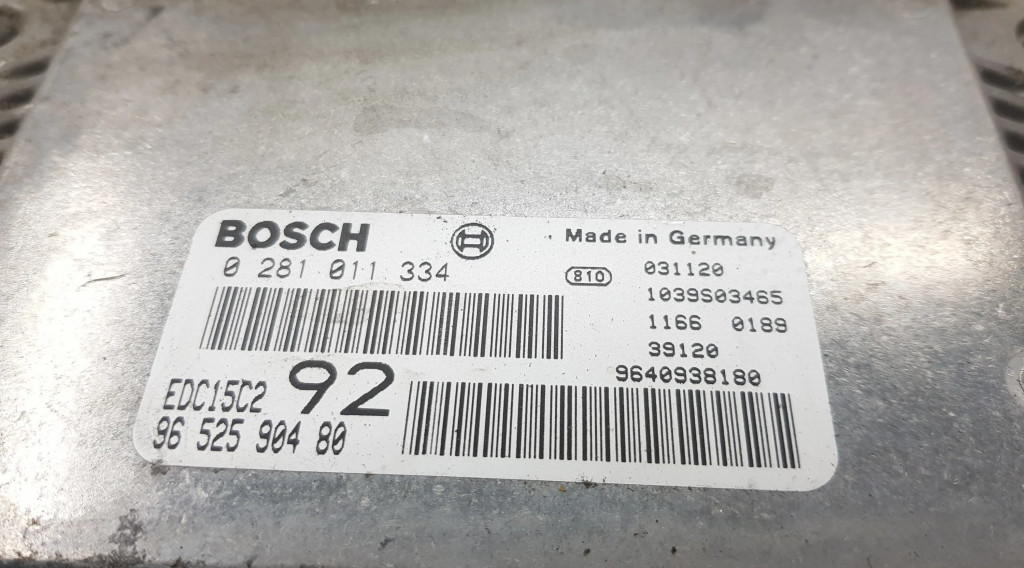 BOSCH
Made in Germany
0 281 011 334
810
031120
1039S03465
1166 0189
39120
9640938180
EDC15C2 92
96 525 904 80